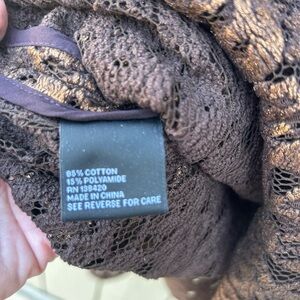 85% COTTON
15% POLYAMIDE
RN 139420
MADE IN CHINA
SEE REVERSE FOR CARE